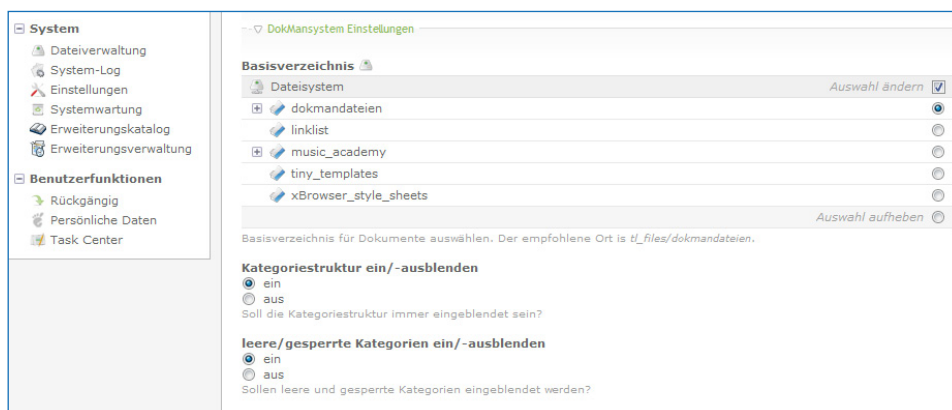 System
Dateiverwaltung
System-Log
Einstellungen
Systemwartung
Erweiterungskatalog
Erweiterungsverwaltung
Benutzerfunktionen
Rückgängig
Persönliche Daten
Task Center
DokMansystem Einstellungen
Basisverzeichnis
Dateisystem Auswahl ändern
dokmandateien
linklist
music_academy
tiny_templates
xBrowser_style_sheets
Auswahl aufheben
Basisverzeichnis für Dokumente auswählen. Der empfohlene Ort is tl_files/dokmandateien.
Kategoriestruktur ein/-ausblenden
ein
aus
Soll die Kategoriestruktur immer eingeblendet sein?
leere/gesperrte Kategorien ein/-ausblenden
ein
aus
Sollen leere und gesperrte Kategorien eingeblendet werden?